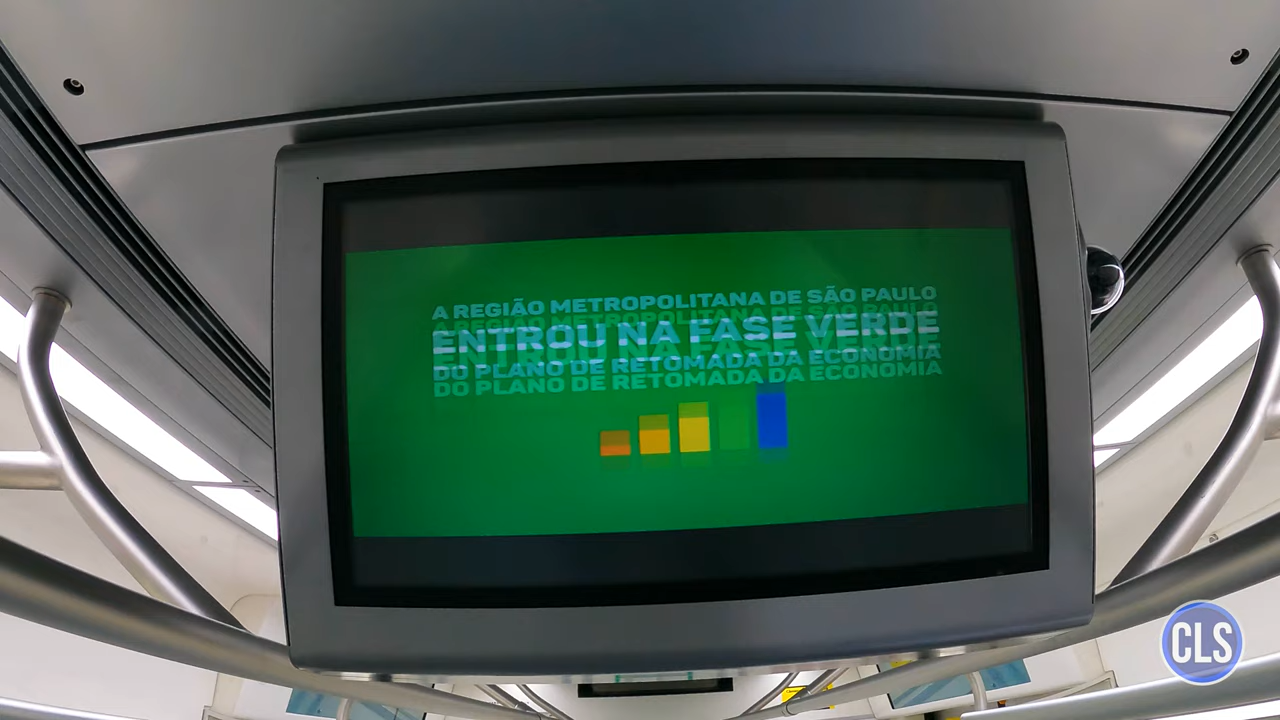 A REGIÃO METROPOLITANA DE SÃO PAULO
ENTROU NA FASE VERDE
DO PLANO DE RETOMADA DA ECONOMIA
CLS